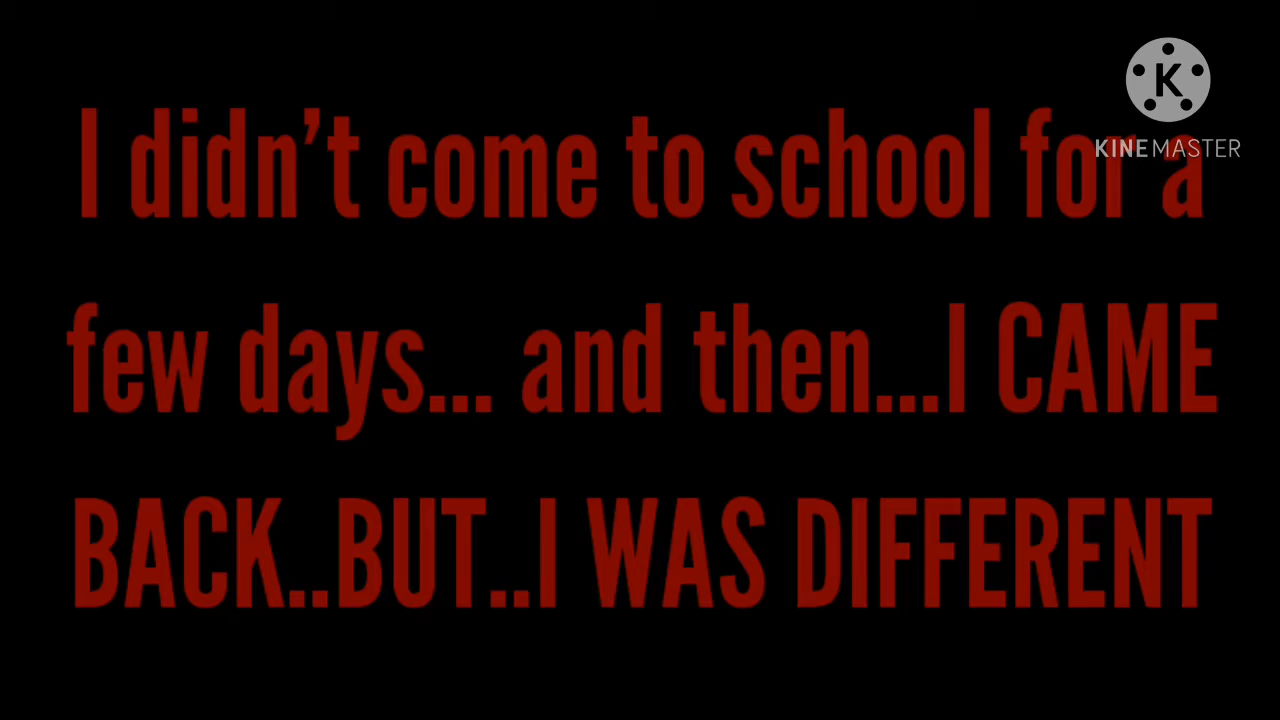 K
KINEMASTER
I didn’t come to school for a
few days... and then...I CAME
BACK..BUT..I WAS DIFFERENT